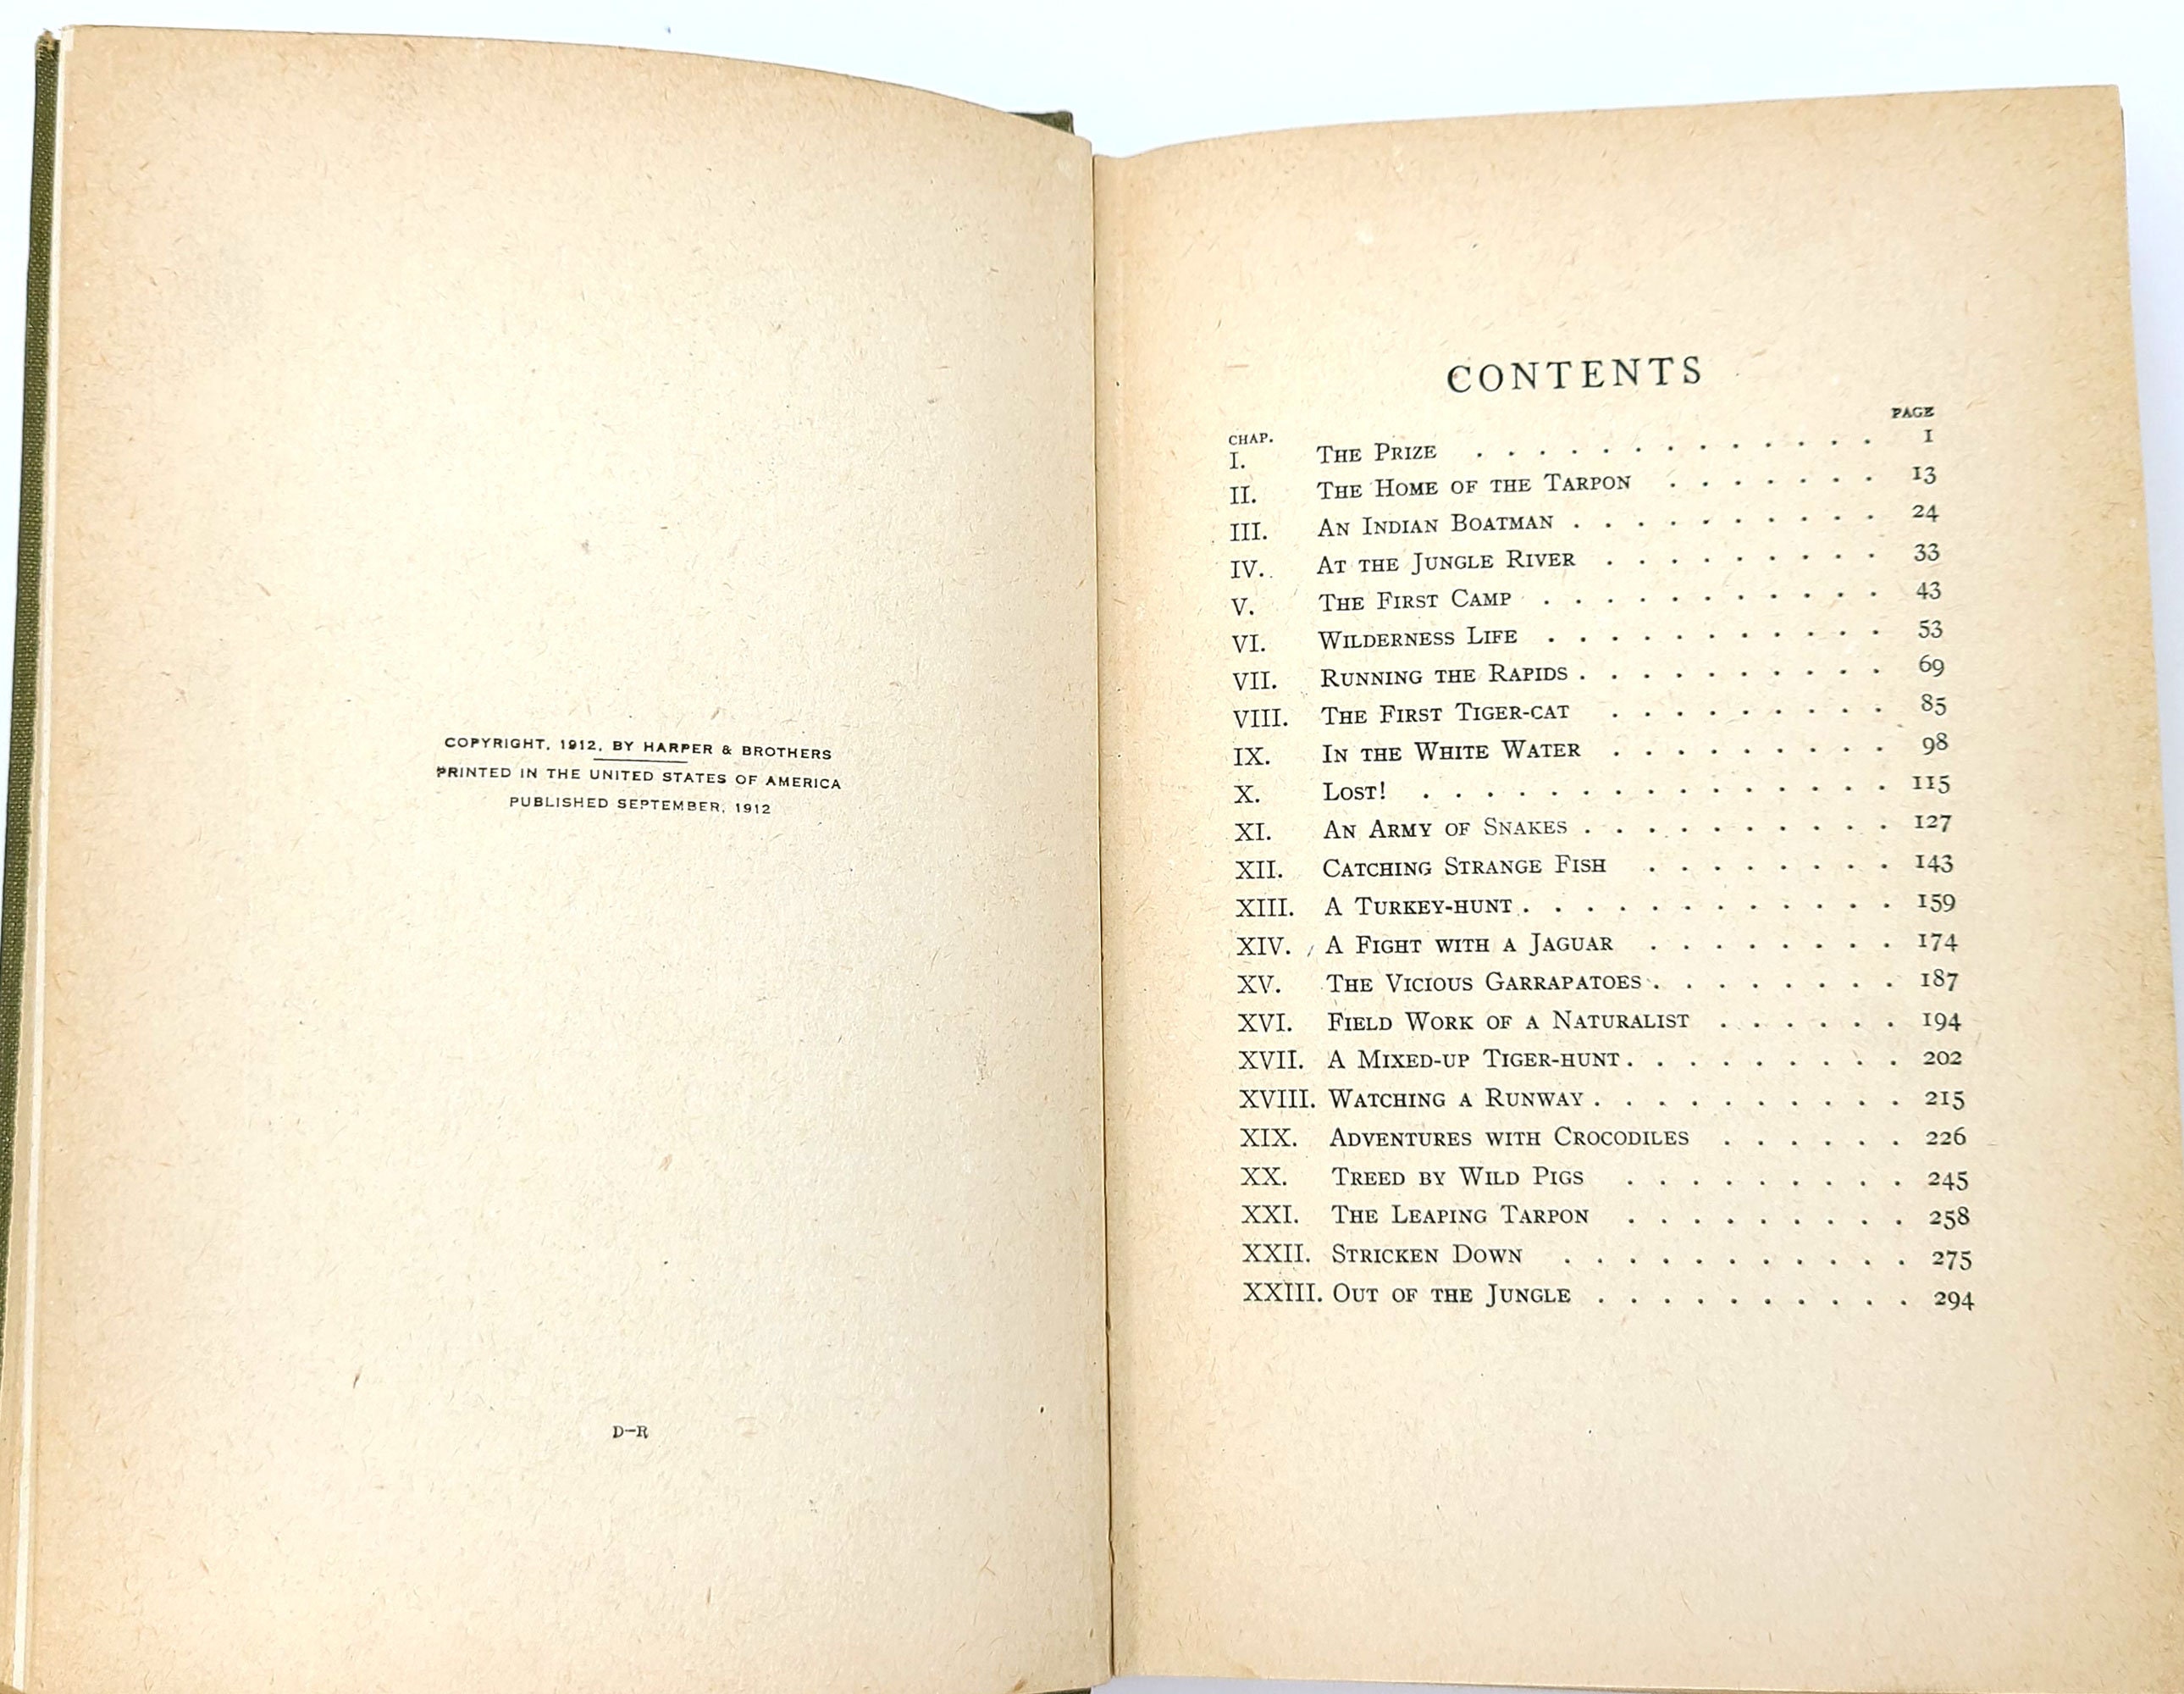 COPYRIGHT, 1912, BY HARPER & BROTHERS
PRINTED IN THE UNITED STATES OF AMERICA
PUBLISHED SEPTEMBER, 1912
D–R
CONTENTS
CHAP. PAGE
I. The Prize . . . . . . . . . . . . . 1
II. The Home of the Tarpon . . . . . . . 13
III. An Indian Boatman . . . . . . . . . . 24
IV. At the Jungle River . . . . . . . . . 33
V. The First Camp . . . . . . . . . . . 43
VI. Wilderness Life . . . . . . . . . . . 53
VII. Running the Rapids . . . . . . . . . . 69
VIII. The First Tiger-cat . . . . . . . . . 85
IX. In the White Water . . . . . . . . . 98
X. Lost! . . . . . . . . . . . . . . . 115
XI. An Army of Snakes . . . . . . . . . . 127
XII. Catching Strange Fish . . . . . . . . 143
XIII. A Turkey-hunt . . . . . . . . . . . . 159
XIV. A Fight with a Jaguar . . . . . . . . 174
XV. The Vicious Garrapatoes . . . . . . . . 187
XVI. Field Work of a Naturalist . . . . . . 194
XVII. A Mixed-up Tiger-hunt . . . . . . . . . 202
XVIII. Watching a Runway . . . . . . . . . . 215
XIX. Adventures with Crocodiles . . . . . . 226
XX. Treed by Wild Pigs . . . . . . . . . 245
XXI. The Leaping Tarpon . . . . . . . . . 258
XXII. Stricken Down . . . . . . . . . . . 275
XXIII. Out of the Jungle . . . . . . . . . . 294